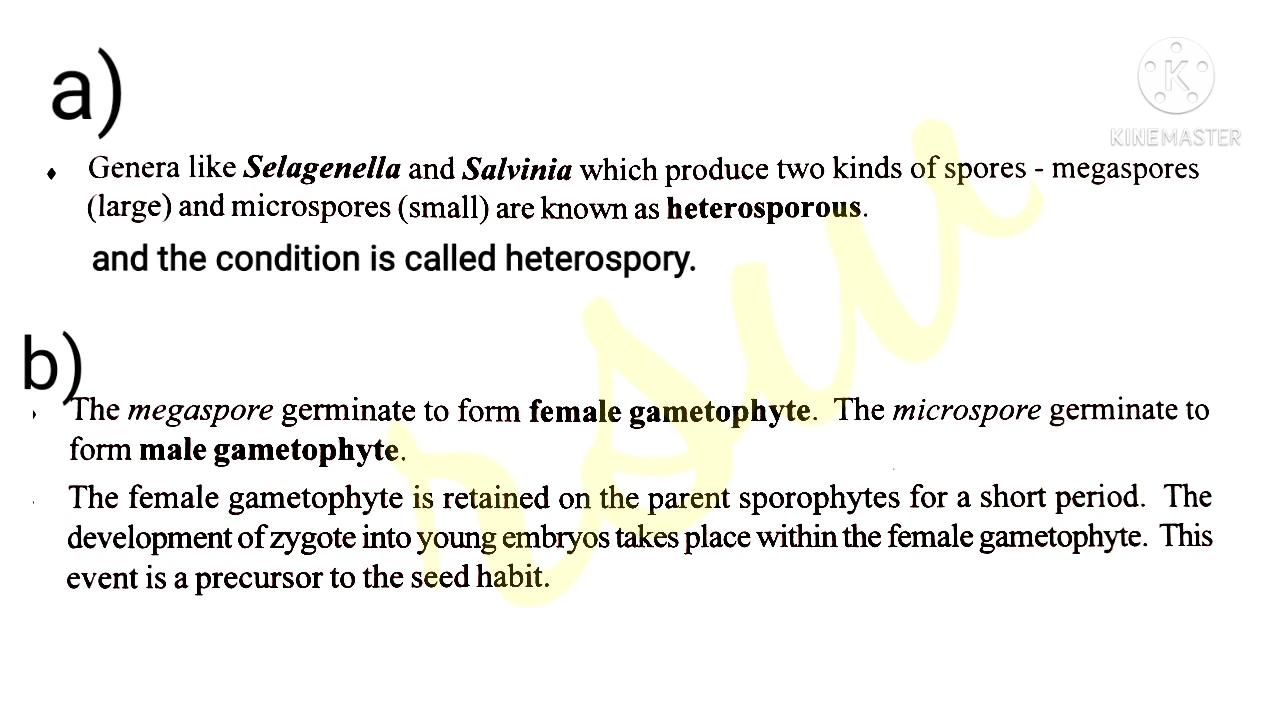 a)
KINEMASTER
♦ Genera like Selagenella and Salvinia which produce two kinds of spores - megaspores
(large) and microspores (small) are known as heterosporous.
and the condition is called heterospory.
b)
The megaspore germinate to form female gametophyte. The microspore germinate to
form male gametophyte.
The female gametophyte is retained on the parent sporophytes for a short period. The
development of zygote into young embryos takes place within the female gametophyte. This
event is a precursor to the seed habit.